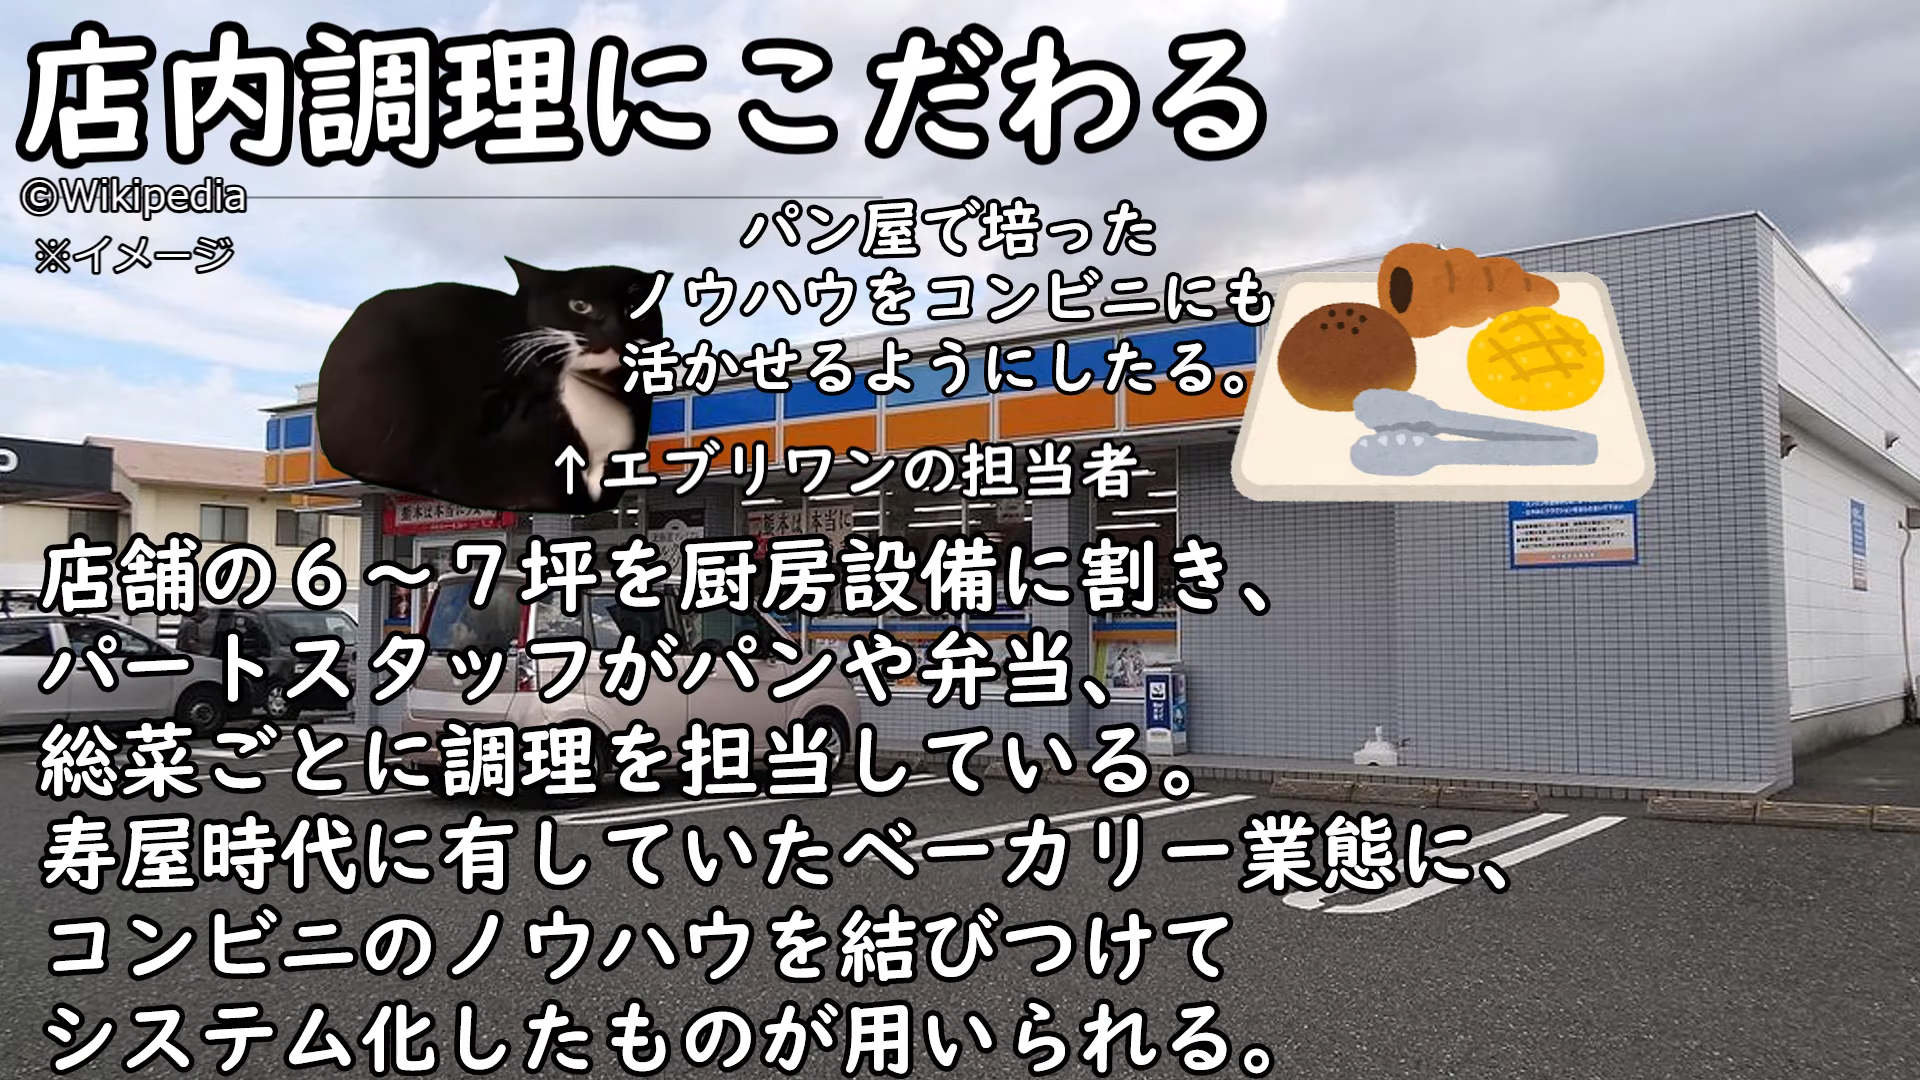 店内調理にこだわる
©Wikipedia
※イメージ
パン屋で培った
ノウハウをコンビニにも
活かせるようにしたる。
↑エブリワンの担当者
店舗の６～７坪を厨房設備に割き、
パートスタッフがパンや弁当、
総菜ごとに調理を担当している。
寿屋時代に有していたベーカリー業態に、
コンビニのノウハウを結びつけて
システム化したものが用いられる。